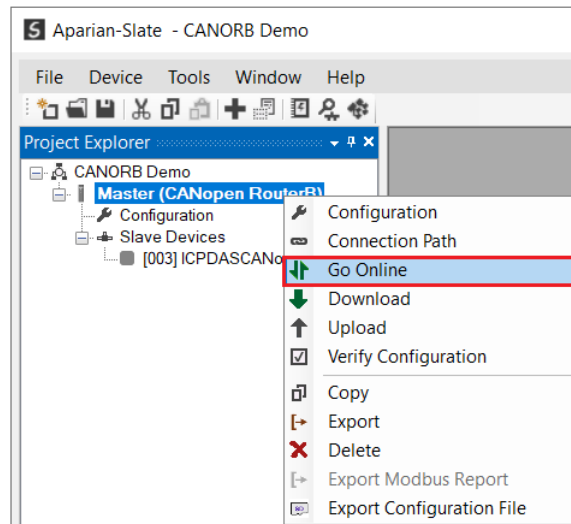 S Aparian-Slate - CANORB Demo
File Device Tools Window Help
Project Explorer
CANORB Demo
Master (CANopen RouterB)
Configuration
Slave Devices
[003] ICPDASCANo
Configuration
Connection Path
Go Online
Download
Upload
Verify Configuration
Copy
Export
Delete
Export Modbus Report
Export Configuration File